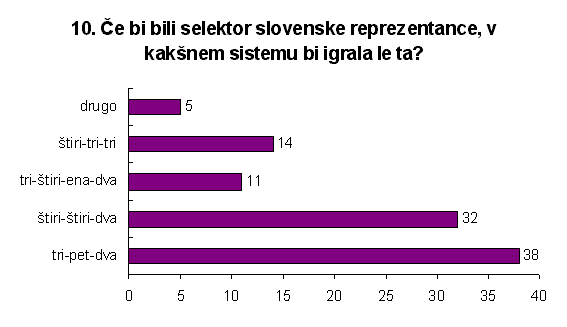 10. Če bi bili selektor slovenske reprezentance, v
kakšnem sistemu bi igrala le ta?
drugo 5
štiri-tri-tri 14
tri-štiri-ena-dva 11
štiri-štiri-dva 32
tri-pet-dva 38
0 5 10 15 20 25 30 35 40